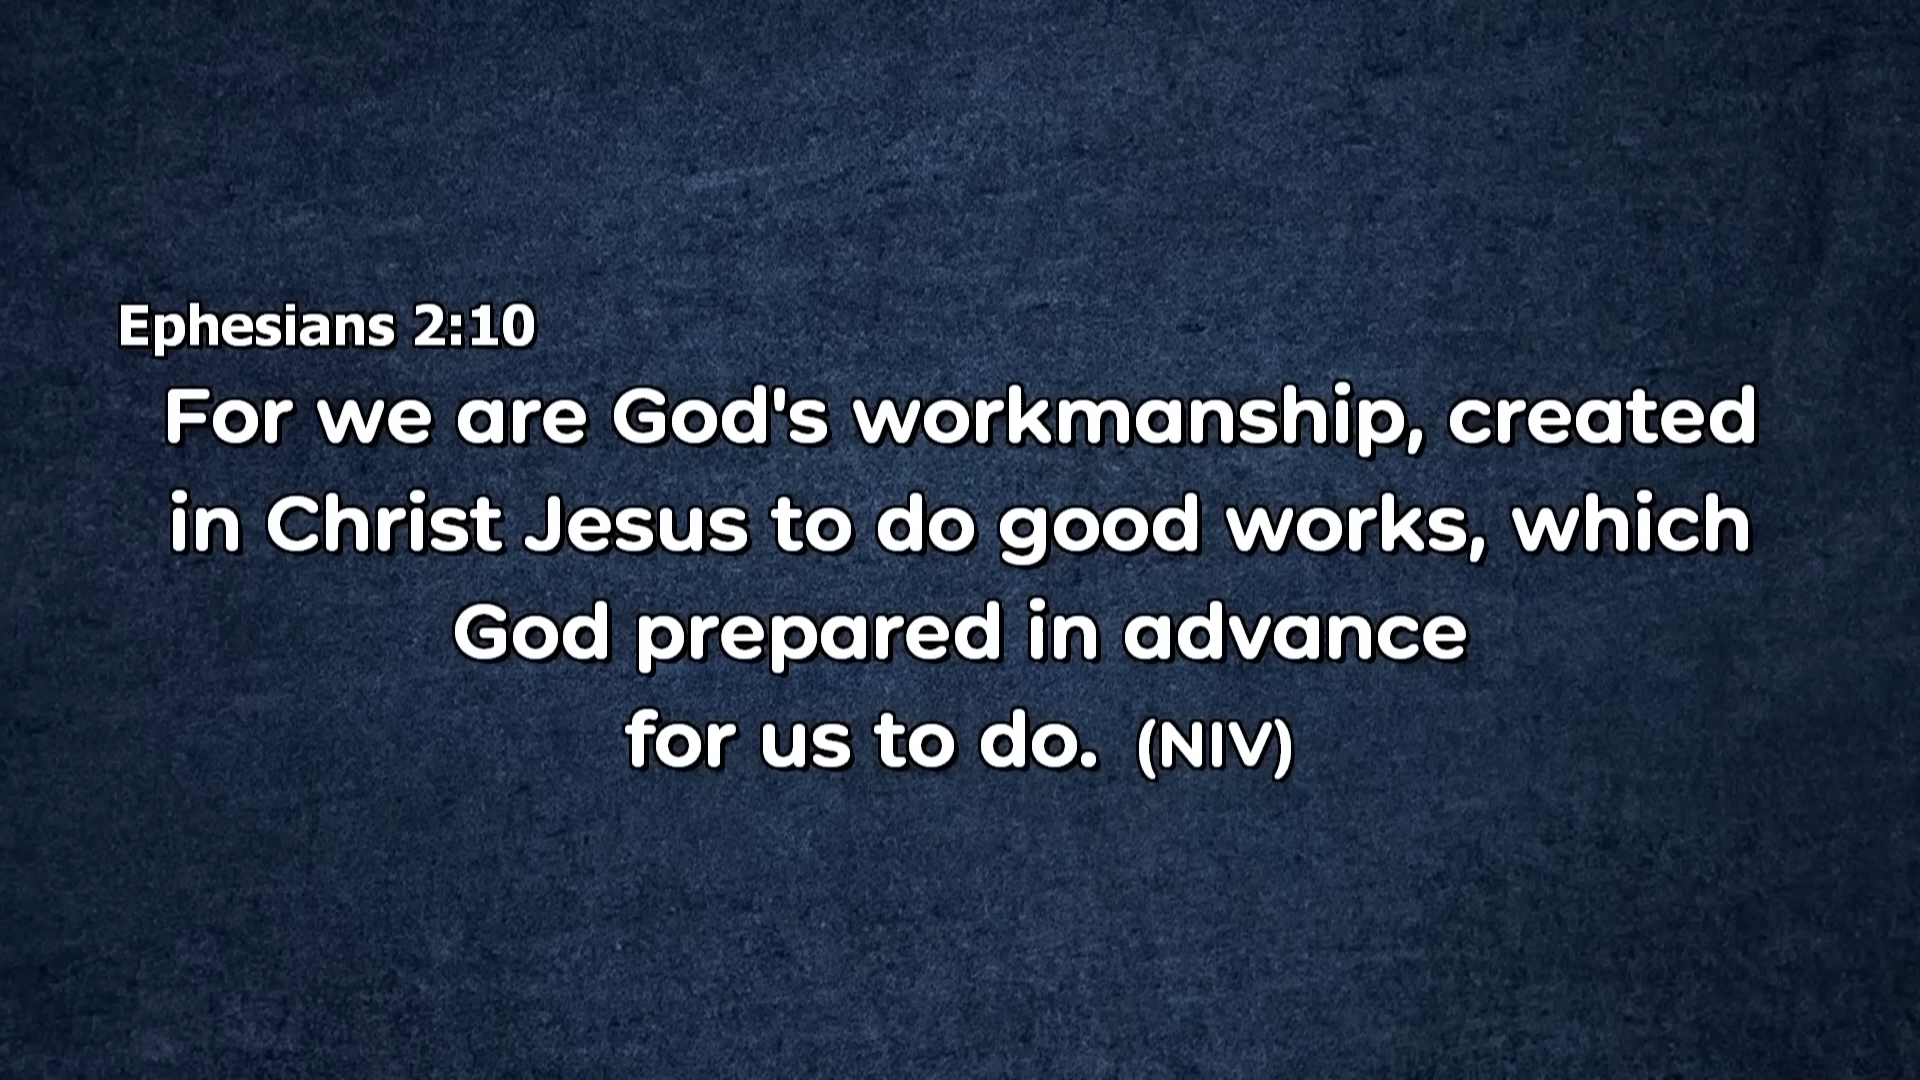 Ephesians 2:10
For we are God's workmanship, created
in Christ Jesus to do good works, which
God prepared in advance
for us to do. (NIV)